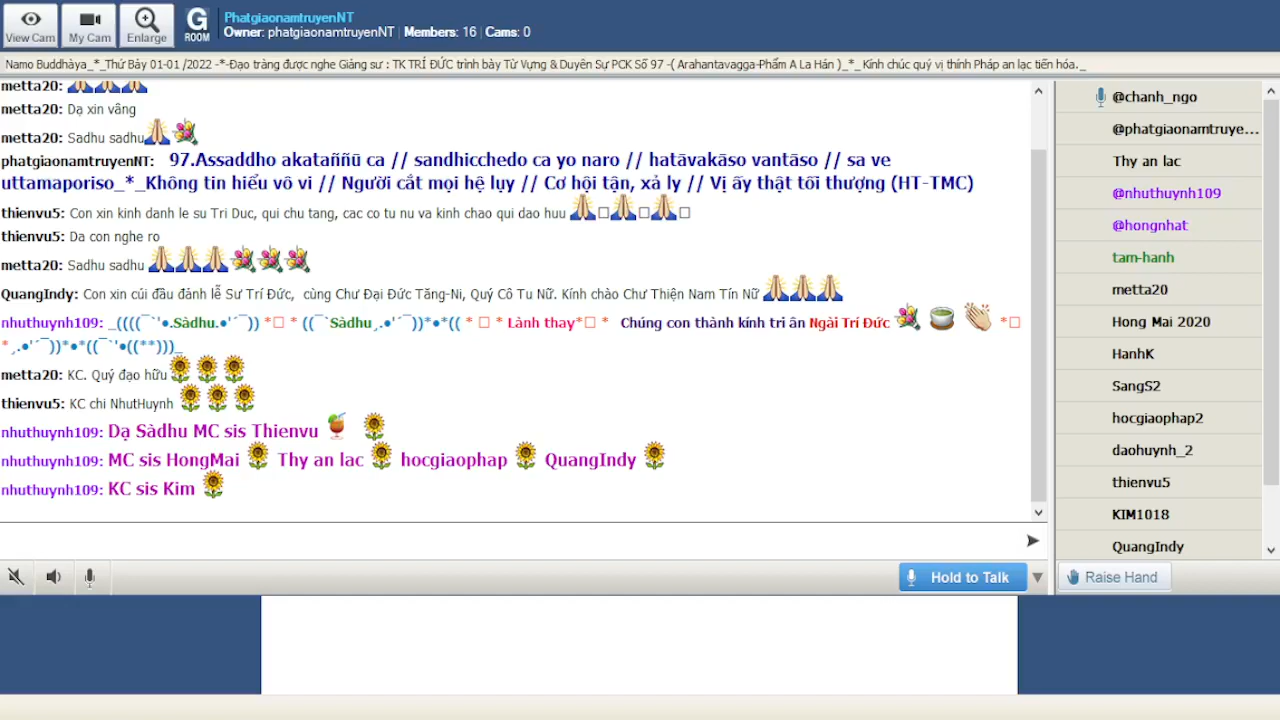 View Cam
My Cam
Enlarge
G
ROOM
PhatgiaonamtruyenNT
Owner: phatgiaonamtruyenNT | Members: 16 | Cams: 0
Namo Buddhàya_*_Thứ Bảy 01-01 /2022 -*-Đạo tràng được nghe Giảng sư : TK TRÍ ĐỨC trình bày Từ Vựng & Duyên Sự PCK Số 97 -( Arahantavagga-Phẩm A La Hán )_*_ Kính chúc quý vị thính Pháp an lạc tiến hóa._
metta20:
metta20: Dạ xin vâng
metta20: Sadhu sadhu
phatgiaonamtruyenNT: 97.Assaddho akataññū ca // sandhicchedo ca yo naro // hatāvakāso vantāso // sa ve
uttamaporiso_*_Không tin hiểu vô vi // Người cắt mọi hệ lụy // Cơ hội tận, xả ly // Vị ấy thật tối thượng (HT-TMC)
thienvu5: Con xin kinh danh le su Tri Duc, qui chu tang, cac co tu nu va kinh chao qui dao huu
thienvu5: Da con nghe ro
metta20: Sadhu sadhu
QuangIndy: Con xin cúi đầu đảnh lễ Sư Trí Đức, cùng Chư Đại Đức Tăng-Ni, Quý Cô Tu Nữ. Kính chào Chư Thiện Nam Tín Nữ
nhuthuynh109: _((((¯`'•.Sàdhu.•'´¯)) *□ * ((¯`Sàdhu¸.•'´¯))*•*(( * □ * Lành thay*□ * Chúng con thành kính tri ân Ngài Trí Đức *□
*¸.•'´¯))*•*((¯`'•((**)))_
metta20: KC. Quý đạo hữu
thienvu5: KC chi NhutHuynh
nhuthuynh109: Dạ Sàdhu MC sis Thienvu
nhuthuynh109: MC sis HongMai Thy an lac hocgiaophap QuangIndy
nhuthuynh109: KC sis Kim
Hold to Talk
@chanh_ngo
@phatgiaonamtruye...
Thy an lac
@nhuthuynh109
@hongnhat
tam-hanh
metta20
Hong Mai 2020
HanhK
SangS2
hocgiaophap2
daohuynh_2
thienvu5
KIM1018
QuangIndy
Raise Hand